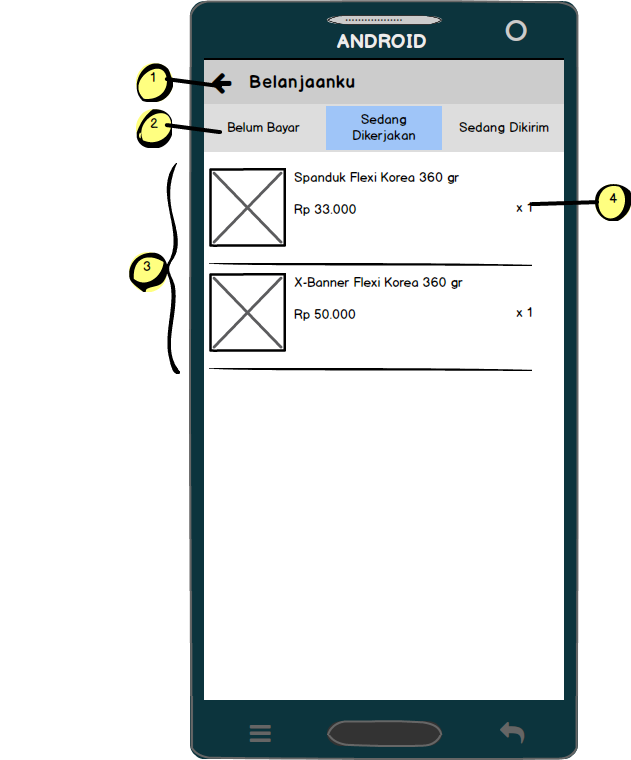 ANDROID
1
Belanjaanku
2
Belum Bayar
Sedang
Dikerjakan
Sedang Dikirim
Spanduk Flexi Korea 360 gr
Rp 33.000
x 1
4
3
X-Banner Flexi Korea 360 gr
Rp 50.000
x 1